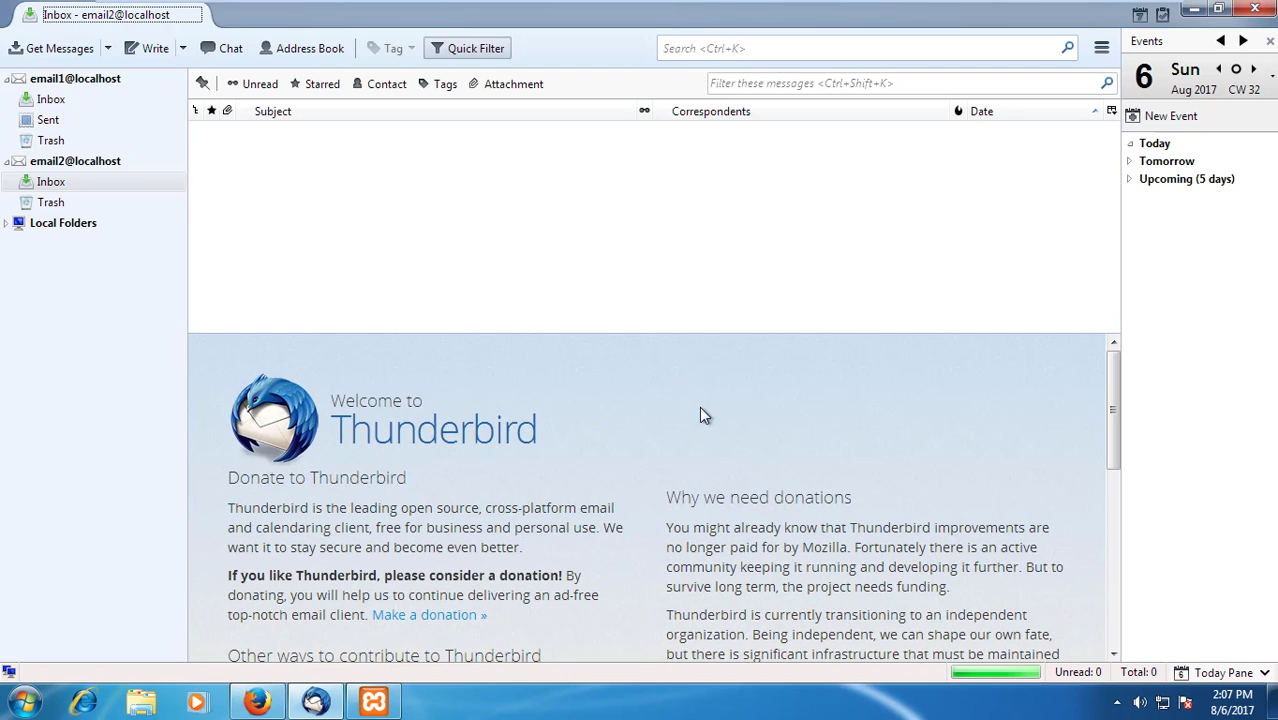 Inbox - email2@localhost
Get Messages
Write
Chat
Address Book
Tag
Quick Filter
Search <Ctrl+K>
Events
6
Sun
Aug 2017
CW 32
New Event
Today
Tomorrow
Upcoming (5 days)
email1@localhost
Inbox
Sent
Trash
email2@localhost
Inbox
Trash
Local Folders
Unread
Starred
Contact
Tags
Attachment
Filter these messages <Ctrl+Shift+K>
Subject
Correspondents
Date
Welcome to
Thunderbird
Donate to Thunderbird
Thunderbird is the leading open source, cross-platform email
and calendaring client, free for business and personal use. We
want it to stay secure and become even better.
If you like Thunderbird, please consider a donation! By
donating, you will help us to continue delivering an ad-free
top-notch email client. Make a donation »
Other ways to contribute to Thunderbird
Why we need donations
You might already know that Thunderbird improvements are
no longer paid for by Mozilla. Fortunately there is an active
community keeping it running and developing it further. But to
survive long term, the project needs funding.
Thunderbird is currently transitioning to an independent
organization. Being independent, we can shape our own fate,
but there is significant infrastructure that must be maintained
Unread: 0
Total: 0
Today Pane
2:07 PM
8/6/2017